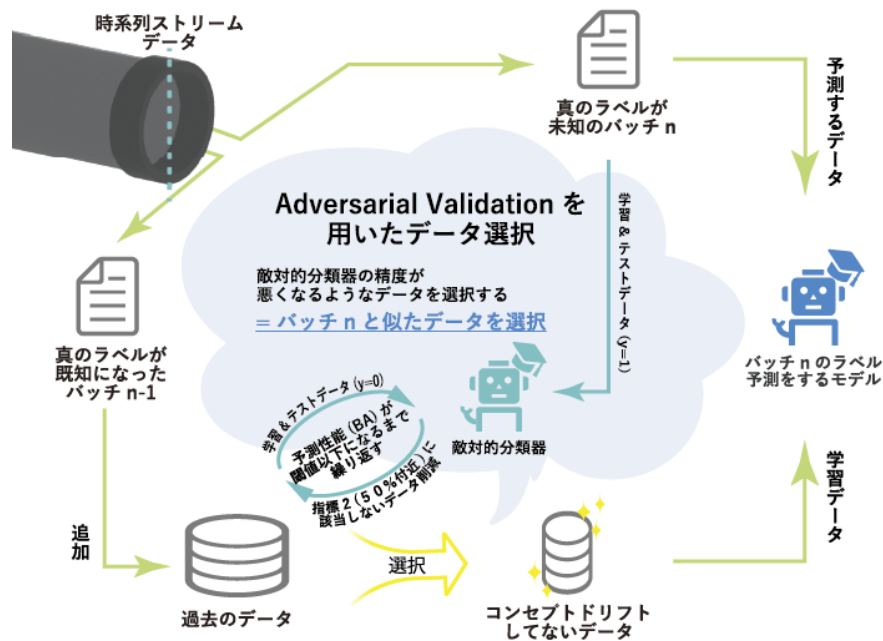 時系列ストリーム
データ
真のラベルが
未知のバッチ n
予測するデータ
Adversarial Validation を
用いたデータ選択
敵対的分類器の精度が
悪くなるようなデータを選択する
= バッチ n と似たデータを選択
学習 & テストデータ (y=1)
真のラベルが
既知になった
バッチ n-1
バッチ n のラベル
予測をするモデル
敵対的分類器
学習 & テストデータ (y=0)
予測性能 (BA) が
閾値以下になるまで
繰り返す
指標 2 (50%付近) に
該当しないデータ削減
追加
学習データ
選択
過去のデータ
コンセプトドリフト
してないデータ